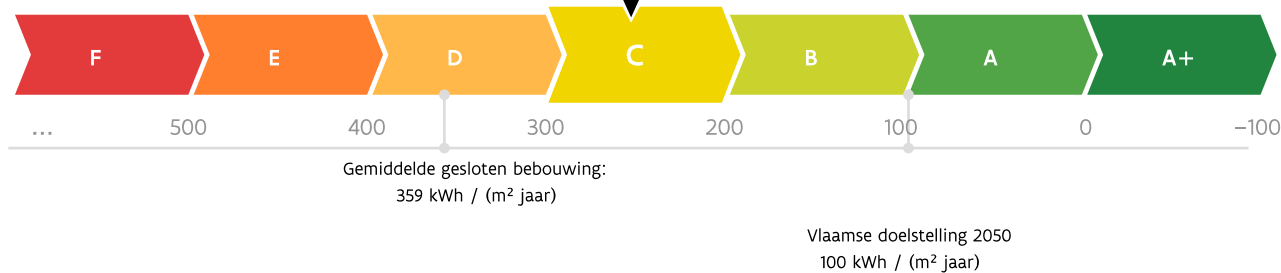 F E D C B A A+
... 500 400 300 200 100 0 −100
Gemiddelde gesloten bebouwing:
359 kWh / (m² jaar)
Vlaamse doelstelling 2050
100 kWh / (m² jaar)